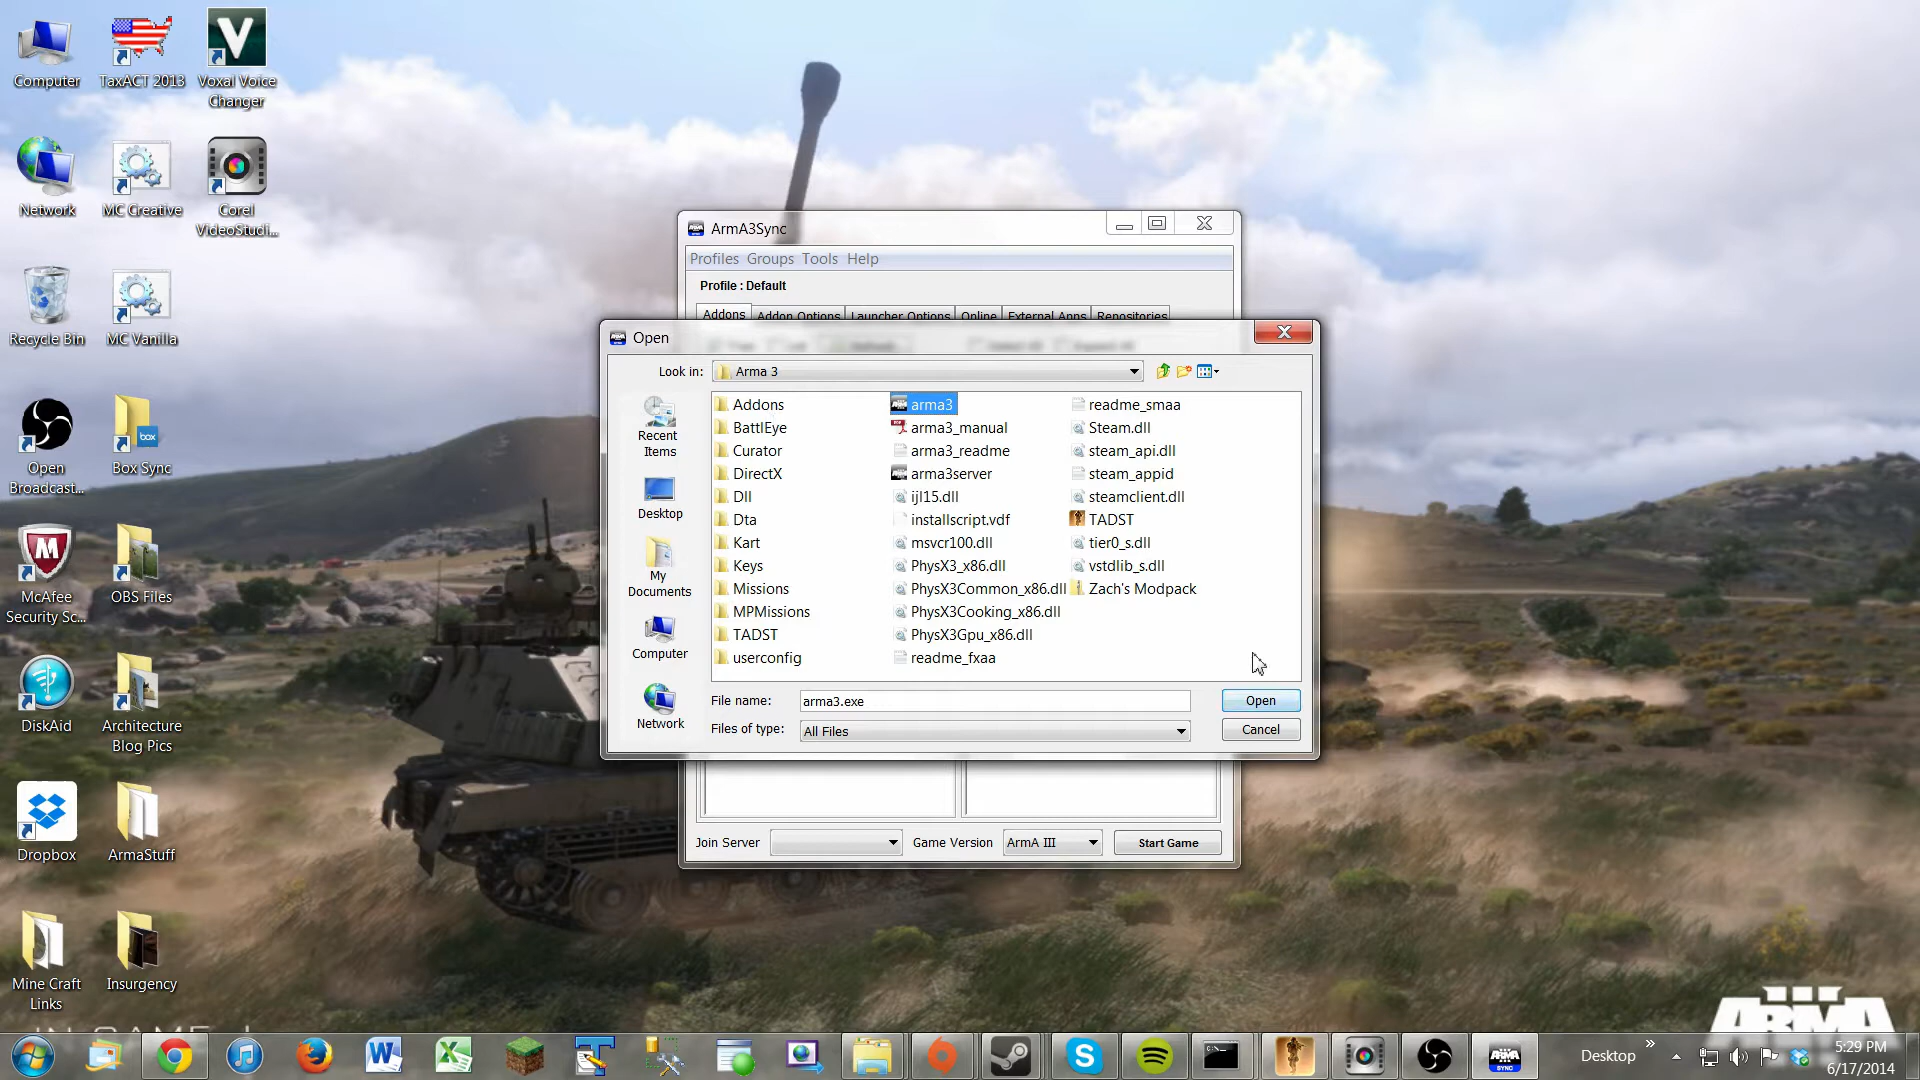 Computer
TaxACT 2013
Voxal Voice
Changer
Network
MC Creative
Corel
VideoStudi...
Recycle Bin
MC Vanilla
Open
Broadcast...
Box Sync
box
McAfee
Security Sc...
OBS Files
DiskAid
Architecture
Blog Pics
Dropbox
ArmaStuff
Mine Craft
Links
Insurgency
ArmA3Sync
Profiles Groups Tools Help
Profile : Default
Addons Addon Options Launcher Options Online External Apps Repositories
Open
Look in: Arma 3
Recent
Items
Desktop
My
Documents
Computer
Network
Addons
BattlEye
Curator
DirectX
Dll
Dta
Kart
Keys
Missions
MPMissions
TADST
userconfig
arma3
arma3_manual
arma3_readme
arma3server
ijl15.dll
installscript.vdf
msvcr100.dll
PhysX3_x86.dll
PhysX3Common_x86.dll
PhysX3Cooking_x86.dll
PhysX3Gpu_x86.dll
readme_fxaa
readme_smaa
Steam.dll
steam_api.dll
steam_appid
steamclient.dll
TADST
tier0_s.dll
vstdlib_s.dll
Zach's Modpack
File name: arma3.exe Open
Files of type: All Files Cancel
Join Server Game Version ArmA III Start Game
ARMA
III
Desktop
5:29 PM
6/17/2014